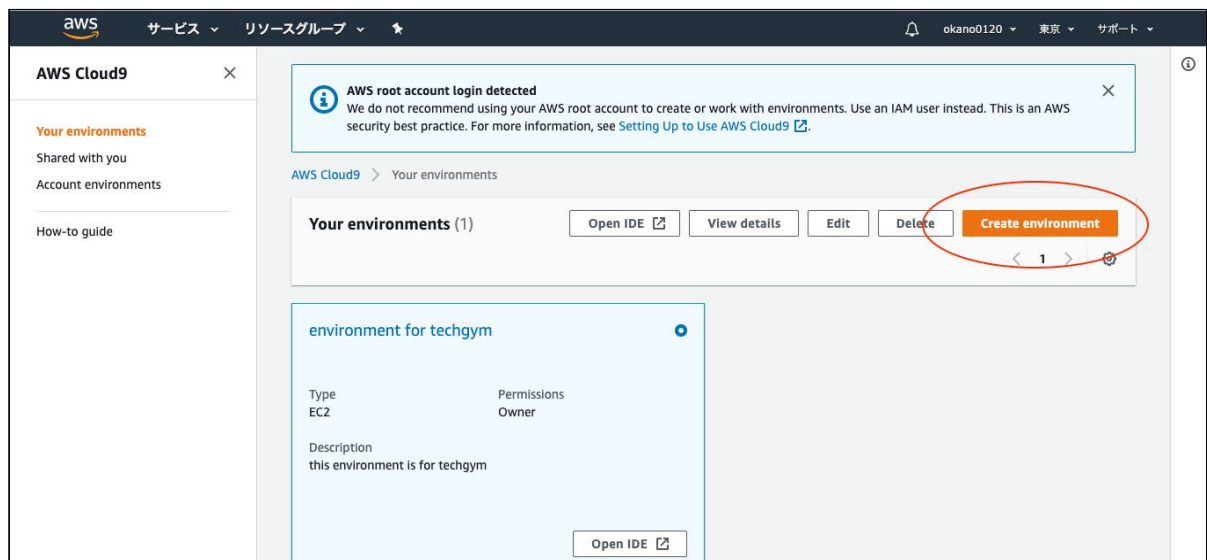 aws サービス リソースグループ okano0120 東京 サポート
AWS Cloud9
Your environments
Shared with you
Account environments
How-to guide
AWS root account login detected
We do not recommend using your AWS root account to create or work with environments. Use an IAM user instead. This is an AWS
security best practice. For more information, see Setting Up to Use AWS Cloud9.
AWS Cloud9 > Your environments
Your environments (1) Open IDE View details Edit Delete Create environment
< 1 >
environment for techgym
Type Permissions
EC2 Owner
Description
this environment is for techgym
Open IDE